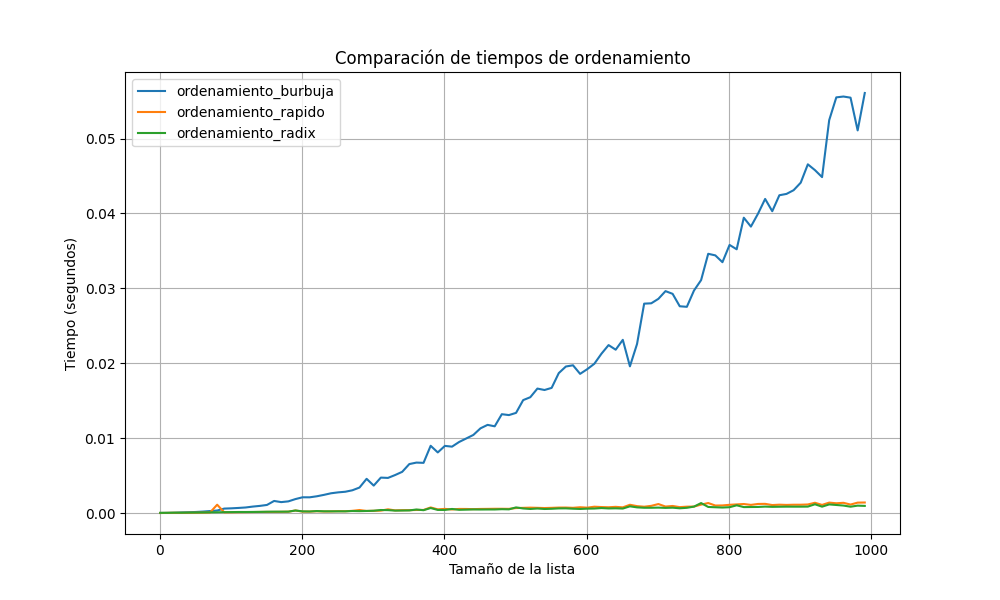 Comparación de tiempos de ordenamiento
ordenamiento_burbuja
ordenamiento_rapido
ordenamiento_radix
Tiempo (segundos)
0.05
0.04
0.03
0.02
0.01
0.00
0 200 400 600 800 1000
Tamaño de la lista